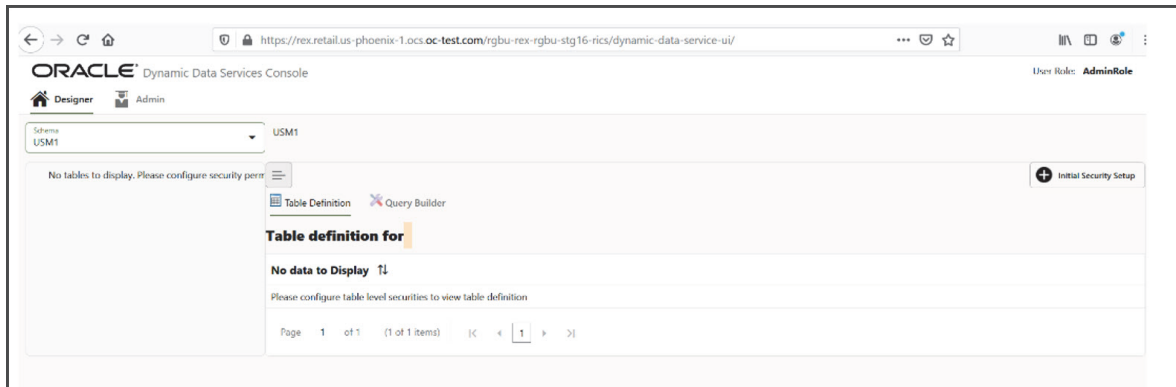 https://rex.retail.us-phoenix-1.ocs.oc-test.com/rgbu-rex-rgbu-stg16-rics/dynamic-data-service-ui/
ORACLE Dynamic Data Services Console
User Role: AdminRole
Designer Admin
Schema
USM1
USM1
No tables to display. Please configure security perm
Initial Security Setup
Table Definition Query Builder
Table definition for
No data to Display
Please configure table level securities to view table definition
Page 1 of 1 (1 of 1 items) 1